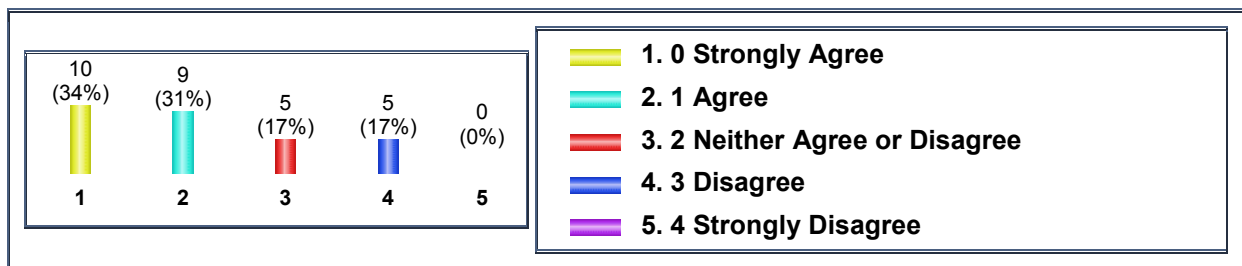 10
(34%)
9
(31%)
5
(17%)
5
(17%)
0
(0%)
1 2 3 4 5
1. 0 Strongly Agree
2. 1 Agree
3. 2 Neither Agree or Disagree
4. 3 Disagree
5. 4 Strongly Disagree